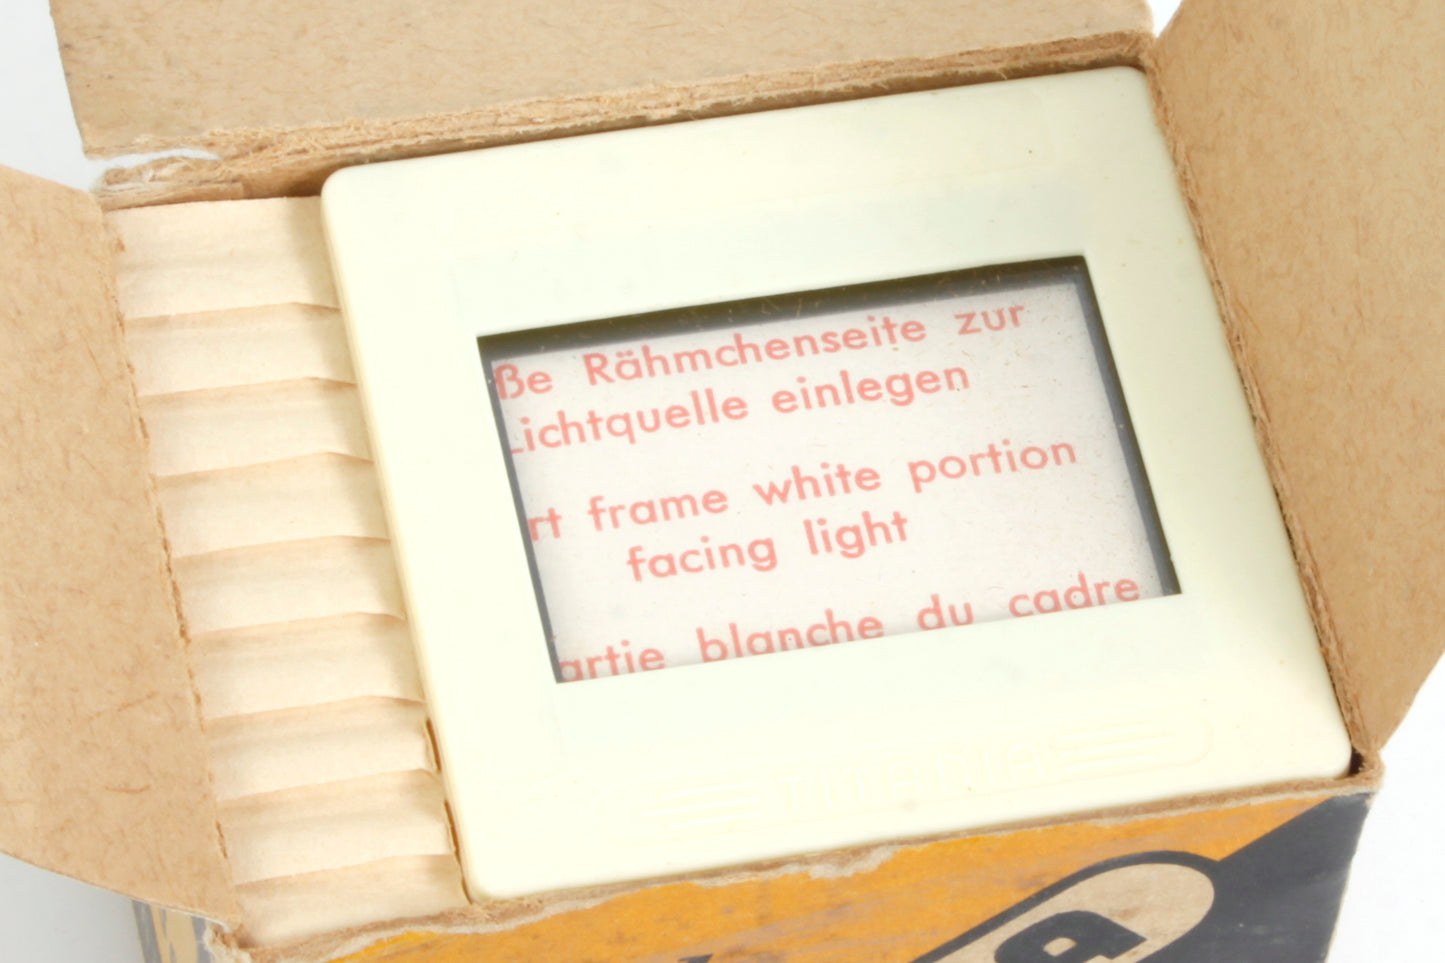 ße Rähmchenseite zur
Lichtquelle einlegen
rt frame white portion
facing light
artie blanche du cadre